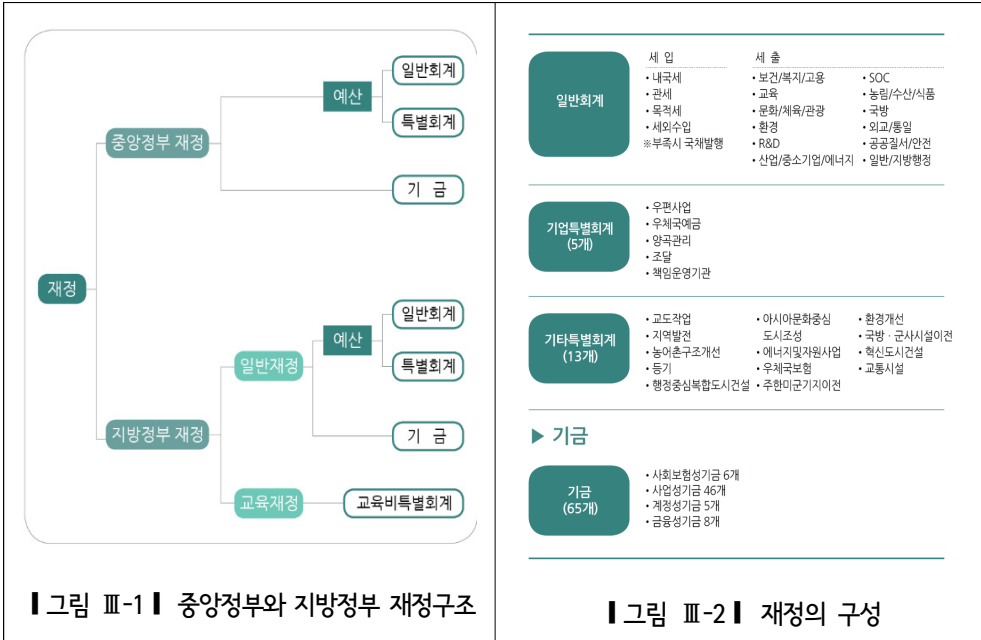 일반회계
예산
특별회계
중앙정부 재정
기 금
재정
일반회계
예산
일반재정
특별회계
지방정부 재정
기 금
교육재정
교육비특별회계
▌그림 Ⅲ-1▌ 중앙정부와 지방정부 재정구조
일반회계
세 입
• 내국세
• 관세
• 목적세
• 세외수입
※부족시 국채발행
세 출
• 보건/복지/고용
• 교육
• 문화/체육/관광
• 환경
• R&D
• 산업/중소기업/에너지
• SOC
• 농림/수산/식품
• 국방
• 외교/통일
• 공공질서/안전
• 일반/지방행정
기업특별회계
(5개)
• 우편사업
• 우체국예금
• 양곡관리
• 조달
• 책임운영기관
기타특별회계
(13개)
• 교도작업
• 지역발전
• 농어촌구조개선
• 등기
• 행정중심복합도시건설
• 아시아문화중심
도시조성
• 에너지및자원사업
• 우체국보험
• 주한미군기지이전
• 환경개선
• 국방 · 군사시설이전
• 혁신도시건설
• 교통시설
▶ 기금
기금
(65개)
• 사회보험성기금 6개
• 사업성기금 46개
• 계정성기금 5개
• 금융성기금 8개
▌그림 Ⅲ-2▌ 재정의 구성